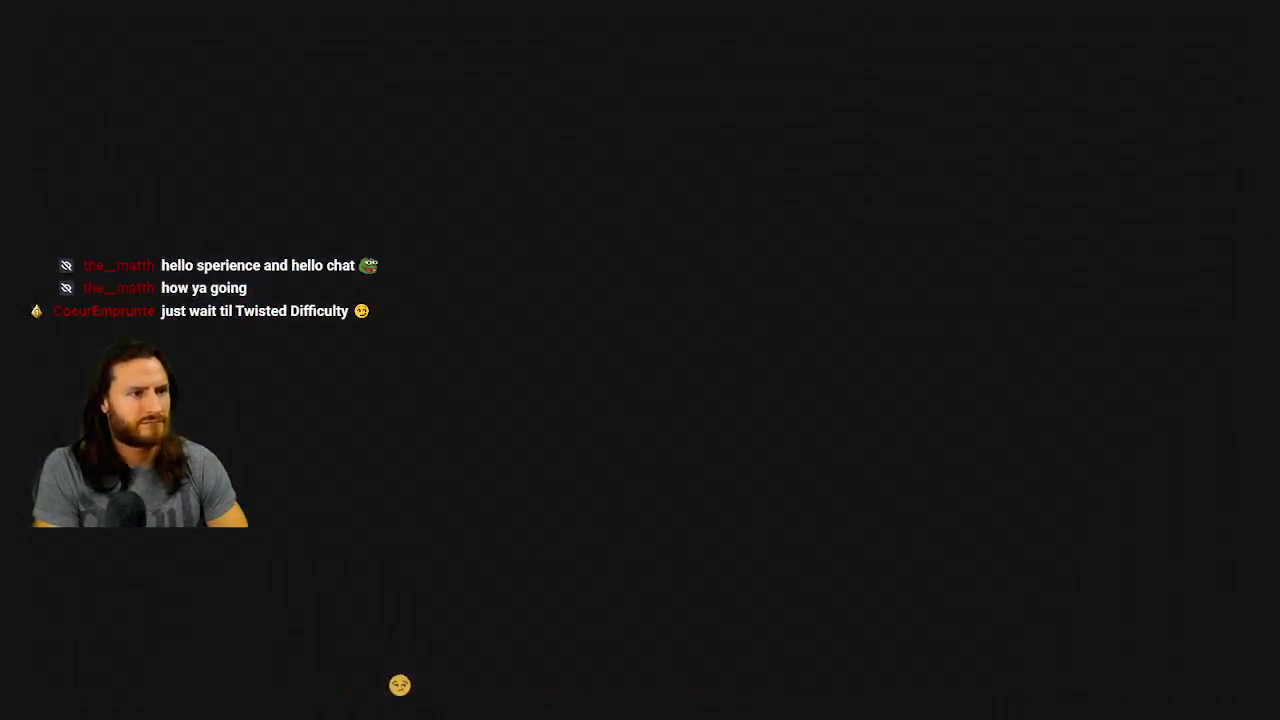 the__matth hello sperience and hello chat
the__matth how ya going
CoeurEmprunte just wait til Twisted Difficulty